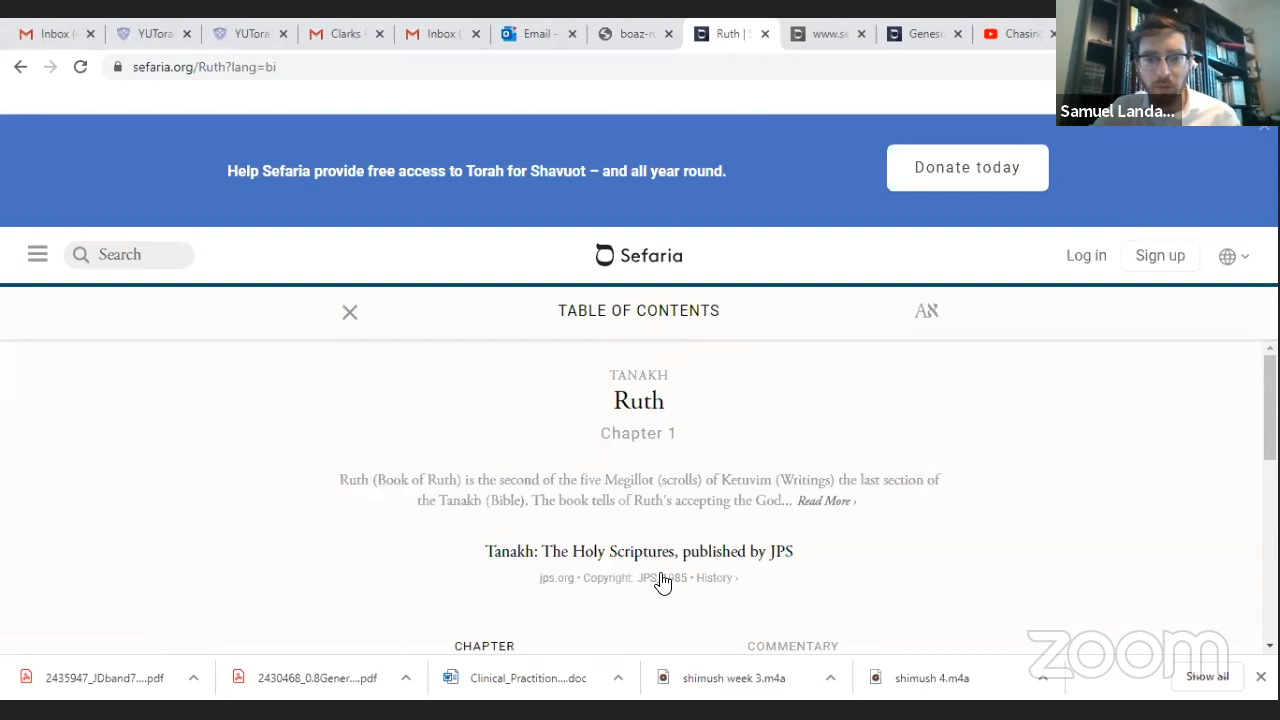 Inbox (
YUTora
YUTora
Clarks (
Inbox (
Email -
boaz-ru
Ruth |
www.se
Genesi
Chasin
sefaria.org/Ruth?lang=bi
Samuel Landa...
Help Sefaria provide free access to Torah for Shavuot – and all year round.
Donate today
Search
Sefaria
Log in
Sign up
TABLE OF CONTENTS
Aא
TANAKH
Ruth
Chapter 1
Ruth (Book of Ruth) is the second of the five Megillot (scrolls) of Ketuvim (Writings) the last section of
the Tanakh (Bible). The book tells of Ruth's accepting the God... Read More ›
Tanakh: The Holy Scriptures, published by JPS
jps.org • Copyright: JPS, 1985 • History ›
CHAPTER
COMMENTARY
zoom
2435947_JDband7....pdf
2430468_0.8Gener....pdf
Clinical_Practition....doc
shimush week 3.m4a
shimush 4.m4a
Show all